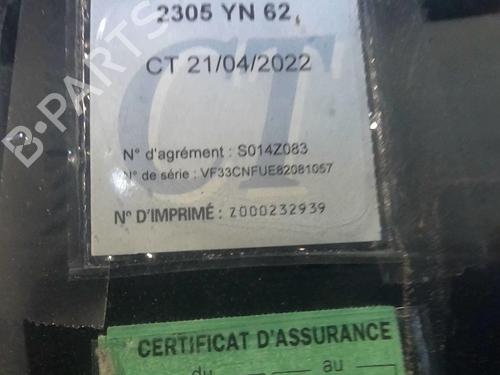 B-PARTS
2305 YN 62
CT
CT 21/04/2022
N° d'agrément : S014Z083
N° de série : VF33CNFUE82081057
N° D'IMPRIMÉ : Z000232939
CERTIFICAT D'ASSURANCE
du au